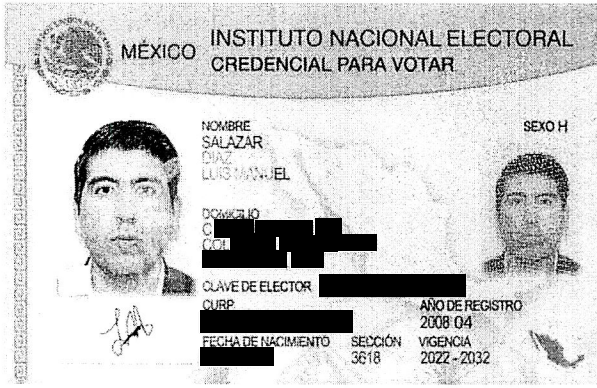 MÉXICO
INSTITUTO NACIONAL ELECTORAL
CREDENCIAL PARA VOTAR
NOMBRE
SALAZAR
DIAZ
LUIS MANUEL
SEXO H
DOMICILIO
C
COL
CLAVE DE ELECTOR
CURP
AÑO DE REGISTRO
2008 04
FECHA DE NACIMIENTO
SECCIÓN
3618
VIGENCIA
2022 - 2032